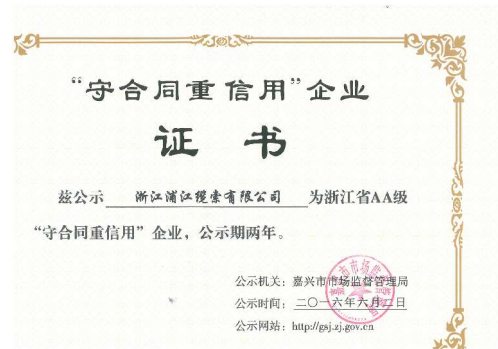 “守合同重信用”企业
证书
兹公示 浙江浦江缆索有限公司 为浙江省AA级
“守合同重信用”企业，公示期两年。
公示机关：嘉兴市市场监督管理局
公示时间：二〇一六年六月二日
公示网站：http://gsj.zj.gov.cn